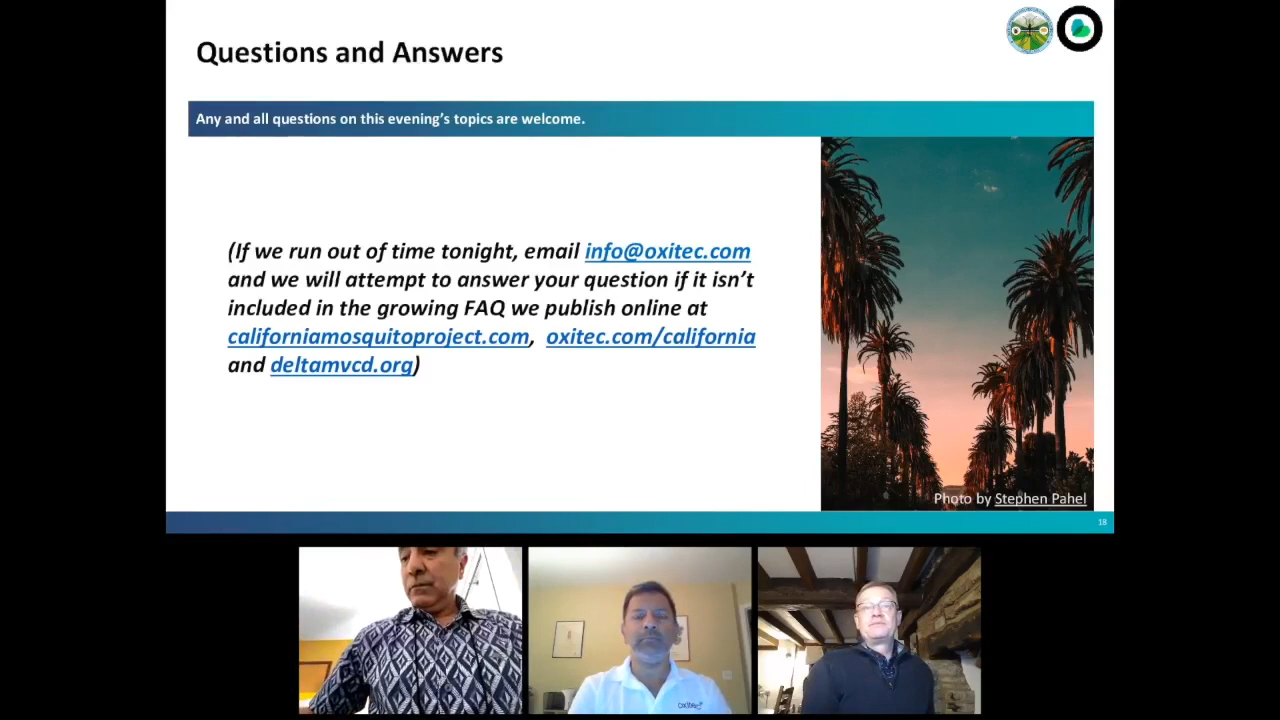 Questions and Answers
Any and all questions on this evening's topics are welcome.
(If we run out of time tonight, email info@oxitec.com
and we will attempt to answer your question if it isn't
included in the growing FAQ we publish online at
californiamosquitoproject.com, oxitec.com/california
and deltamvcd.org)
Photo by Stephen Pahel
18
oxitec